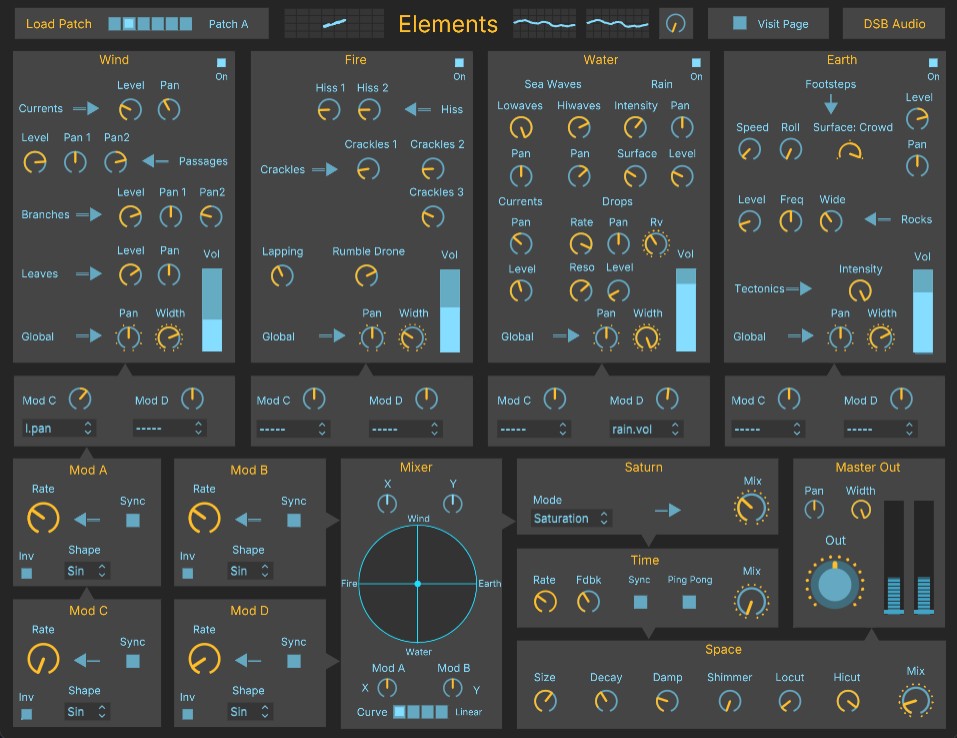 Load Patch Patch A Elements Visit Page DSB Audio
Wind
On
Level Pan
Currents
Level Pan 1 Pan2
Passages
Level Pan 1 Pan2
Branches
Level Pan
Leaves
Vol
Pan Width
Global
Fire
On
Hiss 1 Hiss 2
Hiss
Crackles 1 Crackles 2
Crackles
Crackles 3
Lapping Rumble Drone
Vol
Pan Width
Global
Water
On
Sea Waves Rain
Lowaves HIwaves Intensity Pan
Pan Pan Surface Level
Currents Drops
Pan Rate Pan Rv
Vol
Level Reso Level
Pan Width
Global
Earth
On
Footsteps
Level
Speed Roll Surface: Crowd
Pan
Level Freq Wide
Rocks
Vol
Intensity
Tectonics
Pan Width
Global
Mod C Mod D
l.pan -----
Mod C Mod D
----- -----
Mod C Mod D
----- rain.vol
Mod C Mod D
----- -----
Mod A
Rate
Sync
Inv Shape
Sin
Mod B
Rate
Sync
Inv Shape
Sin
Mod C
Rate
Sync
Inv Shape
Sin
Mod D
Rate
Sync
Inv Shape
Sin
Mixer
X Y
Wind
Fire Earth
Water
Mod A Mod B
X Y
Curve Linear
Saturn
Mode Mix
Saturation
Time
Rate Fdbk Sync Ping Pong Mix
Master Out
Pan Width
Out
Space
Size Decay Damp Shimmer Locut Hicut Mix